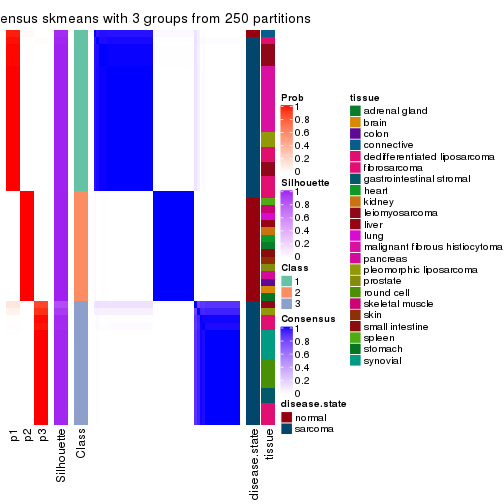 ensus skmeans with 3 groups from 250 partitions
p1
p2
p3
Silhouette
Class
disease.state
tissue
Prob
1
0.8
0.6
0.4
0.2
0
Silhouette
1
0.8
0.6
0.4
0.2
0
Class
1
2
3
Consensus
1
0.8
0.6
0.4
0.2
0
disease.state
normal
sarcoma
tissue
adrenal gland
brain
colon
connective
dedifferentiated liposarcoma
fibrosarcoma
gastrointestinal stromal
heart
kidney
leiomyosarcoma
liver
lung
malignant fibrous histiocytoma
pancreas
pleomorphic liposarcoma
prostate
round cell
skeletal muscle
skin
small intestine
spleen
stomach
synovial